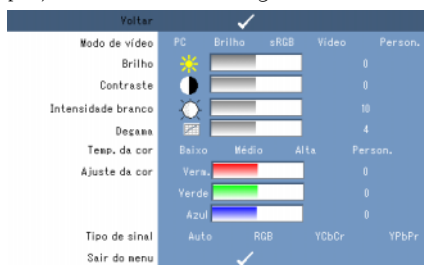 Voltar
Modo de vídeo PC Brilho sRGB Vídeo Person.
Brilho 0
Contraste 0
Intensidade branco 10
Degama 4
Temp. da cor Baixo Médio Alta Person.
Ajuste da cor Verm. 0
Verde 0
Azul 0
Tipo de sinal Auto RGB YCbCr YPbPr
Sair do menu